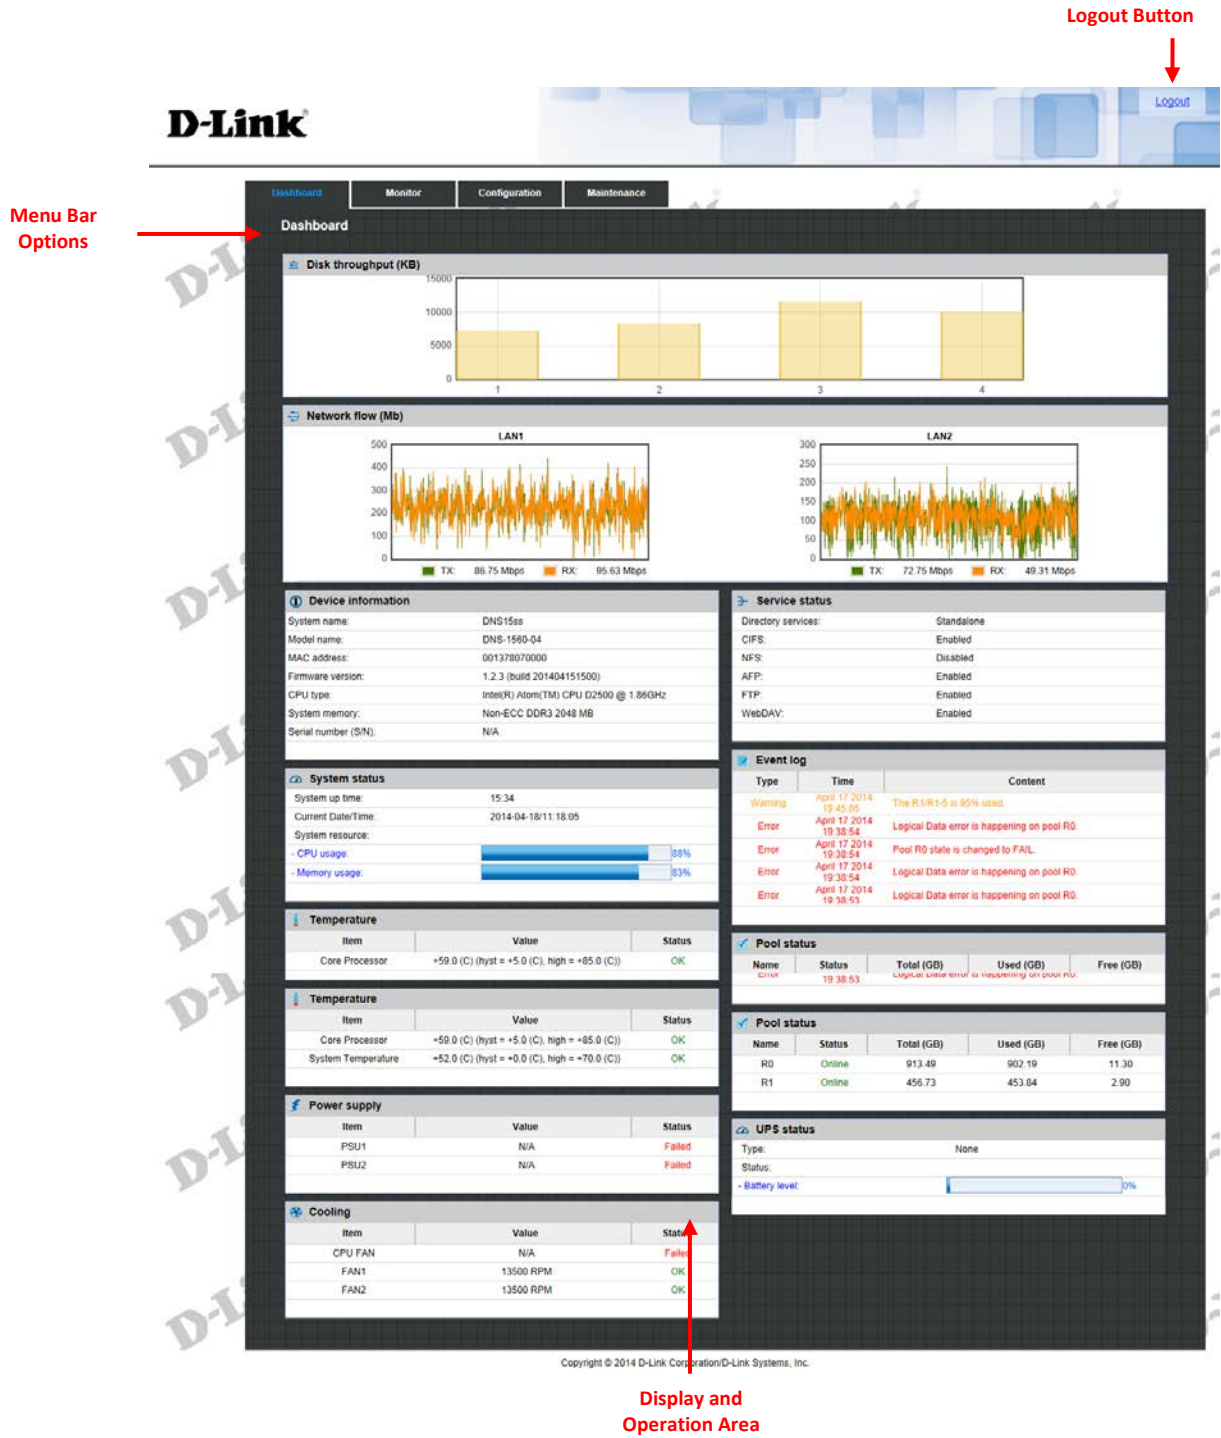 Logout Button
D-Link
Logout
Dashboard Monitor Configuration Maintenance
Menu Bar
Options
Dashboard
Disk throughput (KB)
15000
10000
5000
0
1 2 3 4
Network flow (Mb)
LAN1
500
400
300
200
100
0
TX: 86.75 Mbps RX: 95.63 Mbps
LAN2
300
250
200
150
100
50
0
TX: 72.75 Mbps RX: 49.31 Mbps
Device information
System name: DNS15ss
Model name: DNS-1560-04
MAC address: 001378070000
Firmware version: 1.2.3 (build 201404151500)
CPU type: Intel(R) Atom(TM) CPU D2500 @ 1.86GHz
System memory: Non-ECC DDR3 2048 MB
Serial number (S/N): N/A
System status
System up time: 15:34
Current Date/Time: 2014-04-18/11:18:05
System resource:
- CPU usage: 88%
- Memory usage: 83%
Temperature
Item Value Status
Core Processor +59.0 (C) (hyst = +5.0 (C), high = +85.0 (C)) OK
Temperature
Item Value Status
Core Processor +59.0 (C) (hyst = +5.0 (C), high = +85.0 (C)) OK
System Temperature +52.0 (C) (hyst = +0.0 (C), high = +70.0 (C)) OK
Power supply
Item Value Status
PSU1 N/A Failed
PSU2 N/A Failed
Cooling
Item Value Status
CPU FAN N/A Failed
FAN1 13500 RPM OK
FAN2 13500 RPM OK
Service status
Directory services: Standalone
CIFS: Enabled
NFS: Disabled
AFP: Enabled
FTP: Enabled
WebDAV: Enabled
Event log
Type Time Content
Warning April 17 2014 19:45:05 The R1/R1-5 is 95% used.
Error April 17 2014 19:38:54 Logical Data error is happening on pool R0.
Error April 17 2014 19:38:54 Pool R0 state is changed to FAIL.
Error April 17 2014 19:38:54 Logical Data error is happening on pool R0.
Error April 17 2014 19:38:53 Logical Data error is happening on pool R0.
Pool status
Name Status Total (GB) Used (GB) Free (GB)
Error 19:38:53 Logical Data error is happening on pool R0.
Pool status
Name Status Total (GB) Used (GB) Free (GB)
R0 Online 913.49 902.19 11.30
R1 Online 456.73 453.84 2.90
UPS status
Type: None
Status:
- Battery level: 0%
Copyright © 2014 D-Link Corporation/D-Link Systems, Inc.
Display and
Operation Area